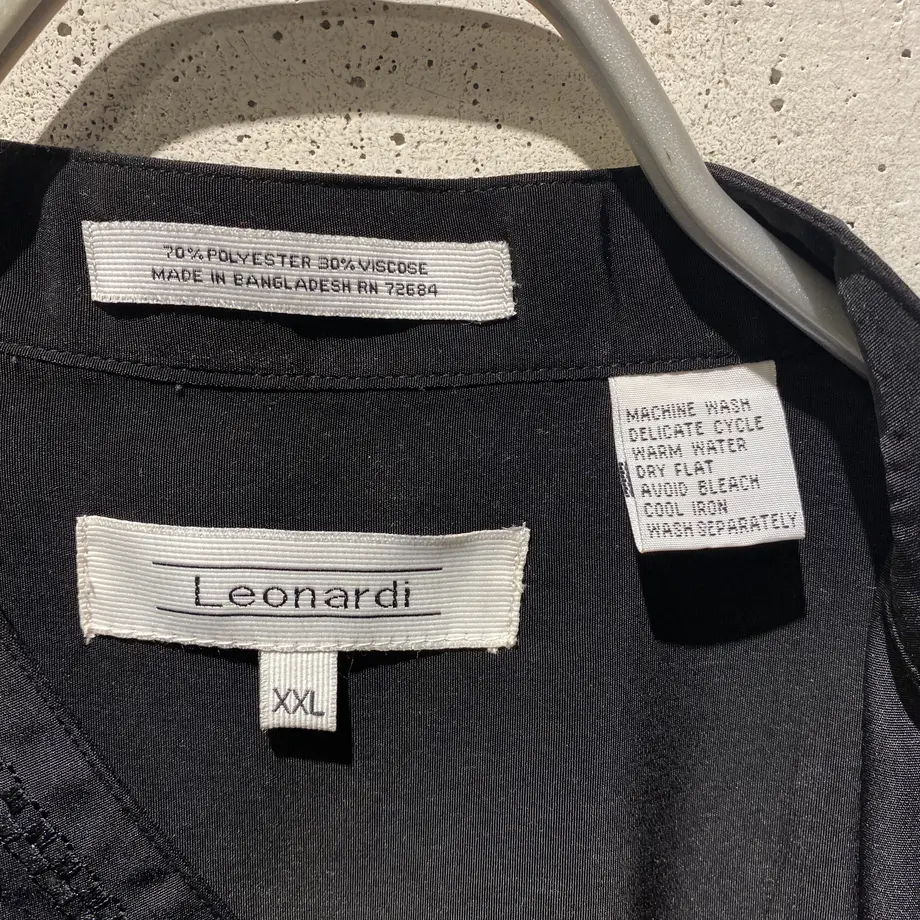 70% POLYESTER 30% VISCOSE
MADE IN BANGLADESH RN 72684
MACHINE WASH
DELICATE CYCLE
WARM WATER
DRY FLAT
AVOID BLEACH
COOL IRON
WASH SEPARATELY
Leonardi
XXL